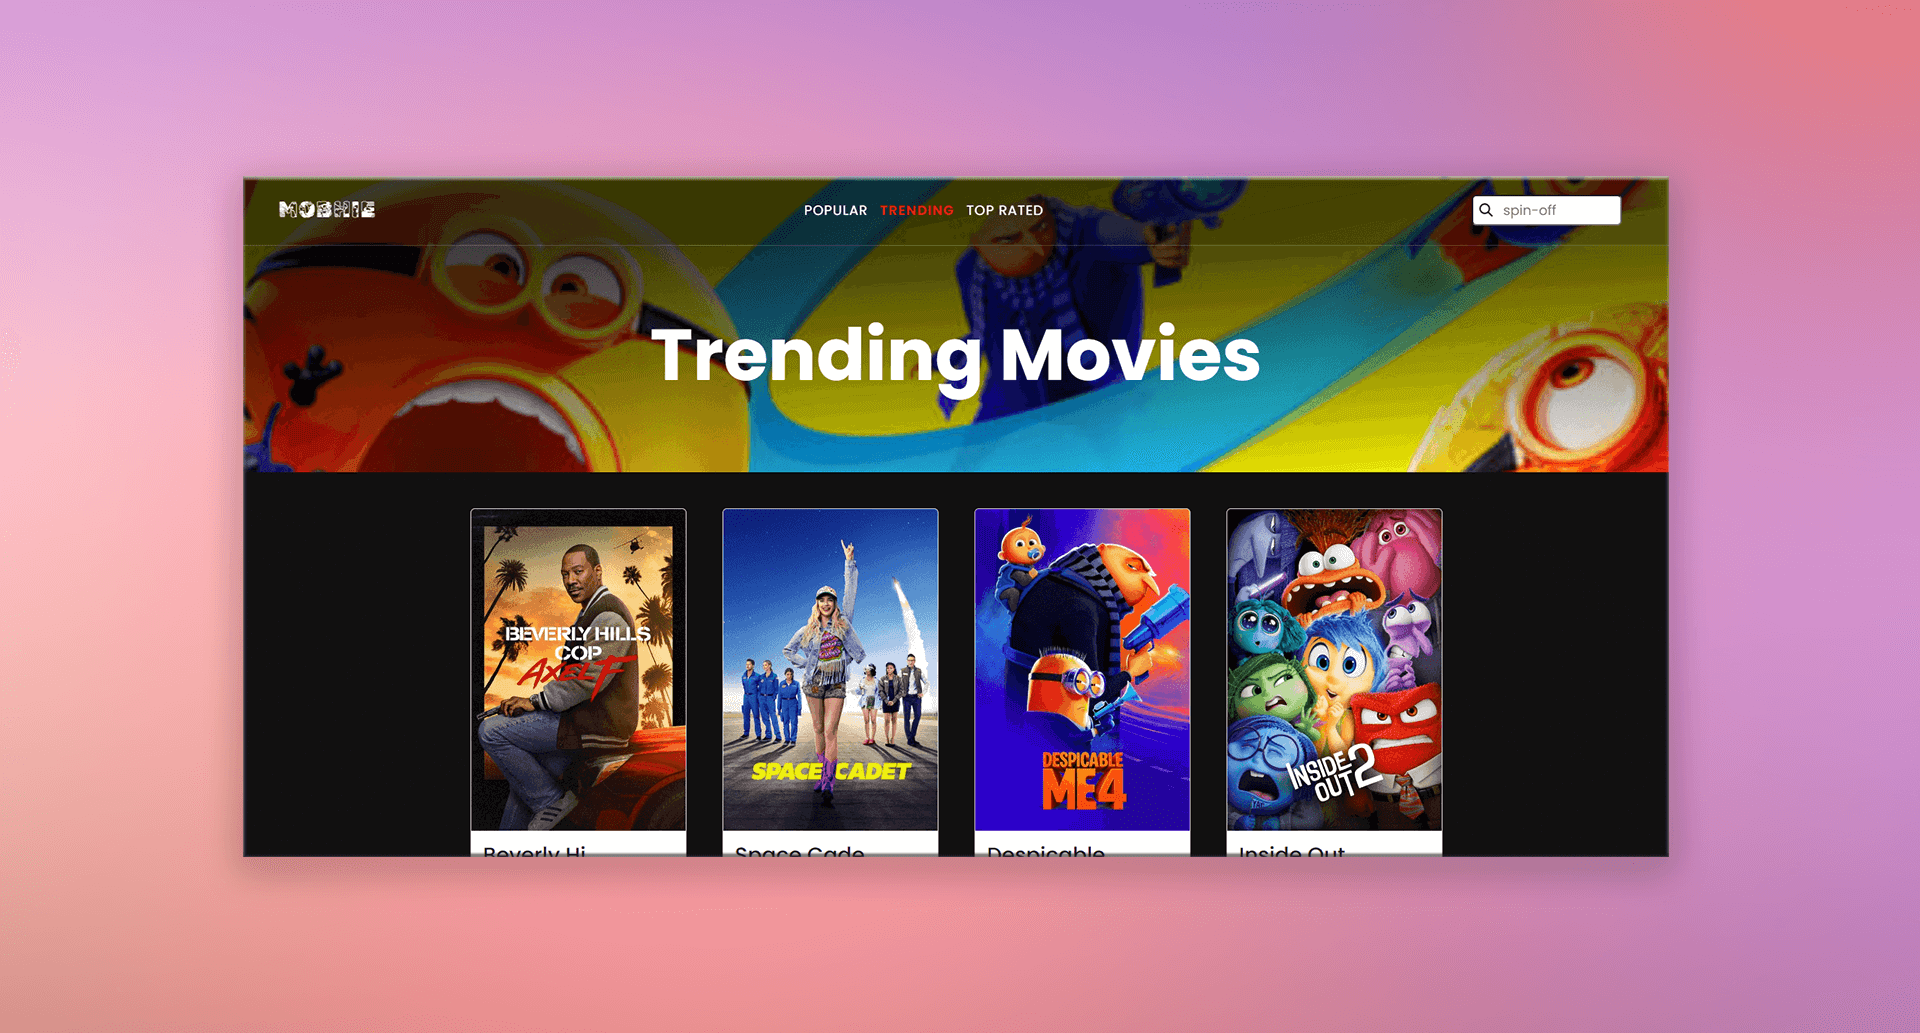 MOBHIE
POPULAR TRENDING TOP RATED
spin-off
Trending Movies
BEVERLY HILLS
COP
AXEL F
SPACE CADET
DESPICABLE
ME4
INSIDE
OUT 2
Beverly Hi
Space Cade
Despicable
Inside Out